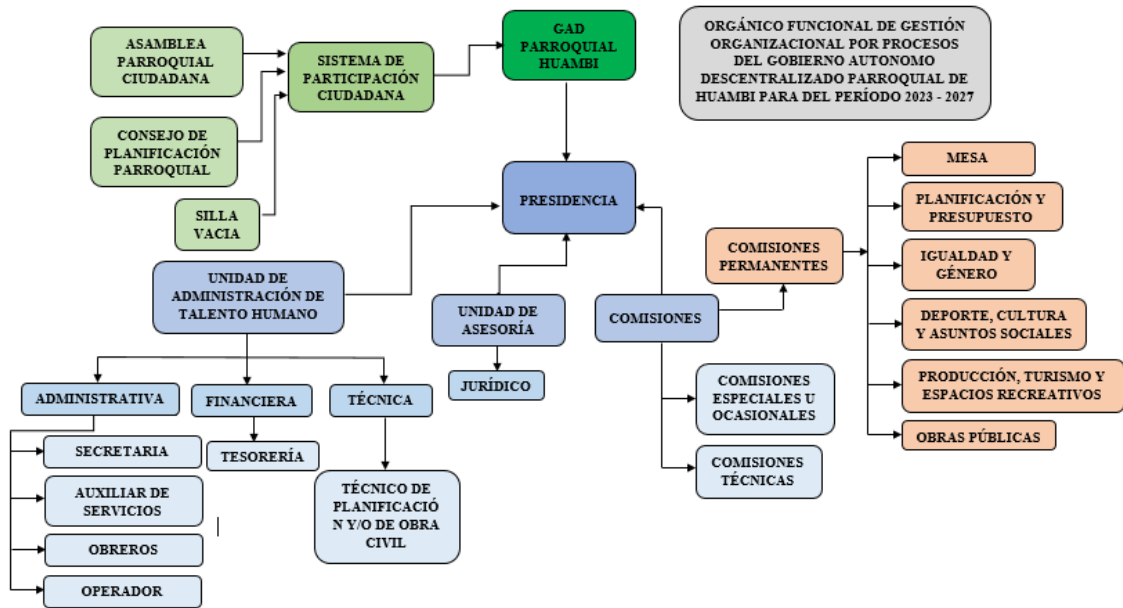 ASAMBLEA
PARROQUIAL
CIUDADANA
SISTEMA DE
PARTICIPACIÓN
CIUDADANA
GAD
PARROQUIAL
HUAMBI
ORGÁNICO FUNCIONAL DE GESTIÓN
ORGANIZACIONAL POR PROCESOS
DEL GOBIERNO AUTONOMO
DESCENTRALIZADO PARROQUIAL DE
HUAMBI PARA DEL PERÍODO 2023 - 2027
CONSEJO DE
PLANIFICACIÓN
PARROQUIAL
SILLA
VACIA
PRESIDENCIA
UNIDAD DE
ADMINISTRACIÓN DE
TALENTO HUMANO
UNIDAD DE
ASESORÍA
JURÍDICO
COMISIONES
COMISIONES
PERMANENTES
MESA
PLANIFICACIÓN Y
PRESUPUESTO
IGUALDAD Y
GÉNERO
DEPORTE, CULTURA
Y ASUNTOS SOCIALES
PRODUCCIÓN, TURISMO Y
ESPACIOS RECREATIVOS
OBRAS PÚBLICAS
COMISIONES
ESPECIALES U
OCASIONALES
COMISIONES
TÉCNICAS
ADMINISTRATIVA
FINANCIERA
TÉCNICA
SECRETARIA
AUXILIAR DE
SERVICIOS
OBREROS
OPERADOR
TESORERÍA
TÉCNICO DE
PLANIFICACIÓ
N Y/O DE OBRA
CIVIL